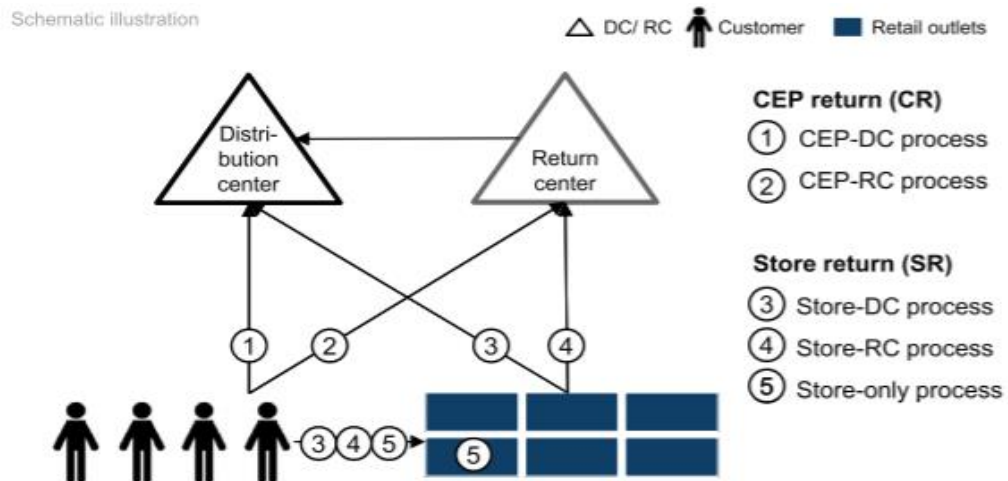 Schematic illustration
DC/ RC Customer Retail outlets
Distri-
bution
center
Return
center
CEP return (CR)
1 CEP-DC process
2 CEP-RC process
Store return (SR)
3 Store-DC process
4 Store-RC process
5 Store-only process
1 2 3 4
3 4 5
5